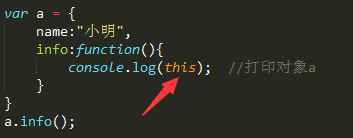 var a = {
name:"小明",
info:function(){
console.log(this); //打印对象a
}
}
a.info();